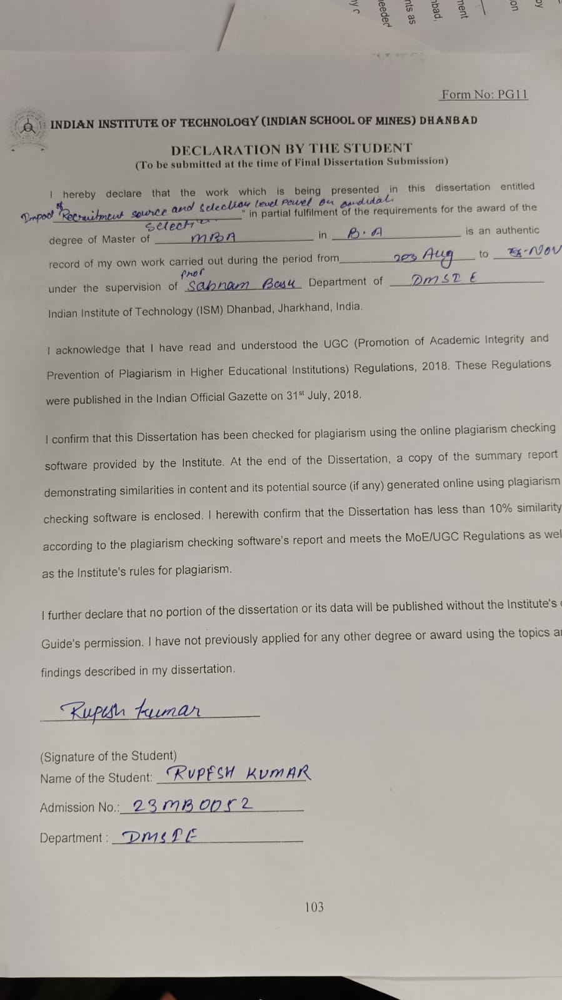 ny c
needed
nts as
nbad,
ment
ion
by
Form No: PG11
INDIAN INSTITUTE OF TECHNOLOGY (INDIAN SCHOOL OF MINES) DHANBAD
DECLARATION BY THE STUDENT
(To be submitted at the time of Final Dissertation Submission)
I hereby declare that the work which is being presented in this dissertation entitled
of
Recruitment source and selection level Panel on
" in partial fulfilment of the requirements for the award of the
degree of Master of MBA in B.A is an authentic
record of my own work carried out during the period from 203 Aug to NOV
Prof
under the supervision of Sabnam Basu Department of DMSIE
Indian Institute of Technology (ISM) Dhanbad, Jharkhand, India.
I acknowledge that I have read and understood the UGC (Promotion of Academic Integrity and
Prevention of Plagiarism in Higher Educational Institutions) Regulations, 2018. These Regulations
were published in the Indian Official Gazette on 31st July, 2018.
I confirm that this Dissertation has been checked for plagiarism using the online plagiarism checking
software provided by the Institute. At the end of the Dissertation, a copy of the summary report
demonstrating similarities in content and its potential source (if any) generated online using plagiarism
checking software is enclosed. I herewith confirm that the Dissertation has less than 10% similarity
according to the plagiarism checking software's report and meets the MoE/UGC Regulations as wel
as the Institute's rules for plagiarism.
I further declare that no portion of the dissertation or its data will be published without the Institute's
Guide's permission. I have not previously applied for any other degree or award using the topics a
findings described in my dissertation.
Rupesh kumar
(Signature of the Student)
Name of the Student: RUPESH KUMAR
Admission No.: 23MB0052
Department : DMSIE
103